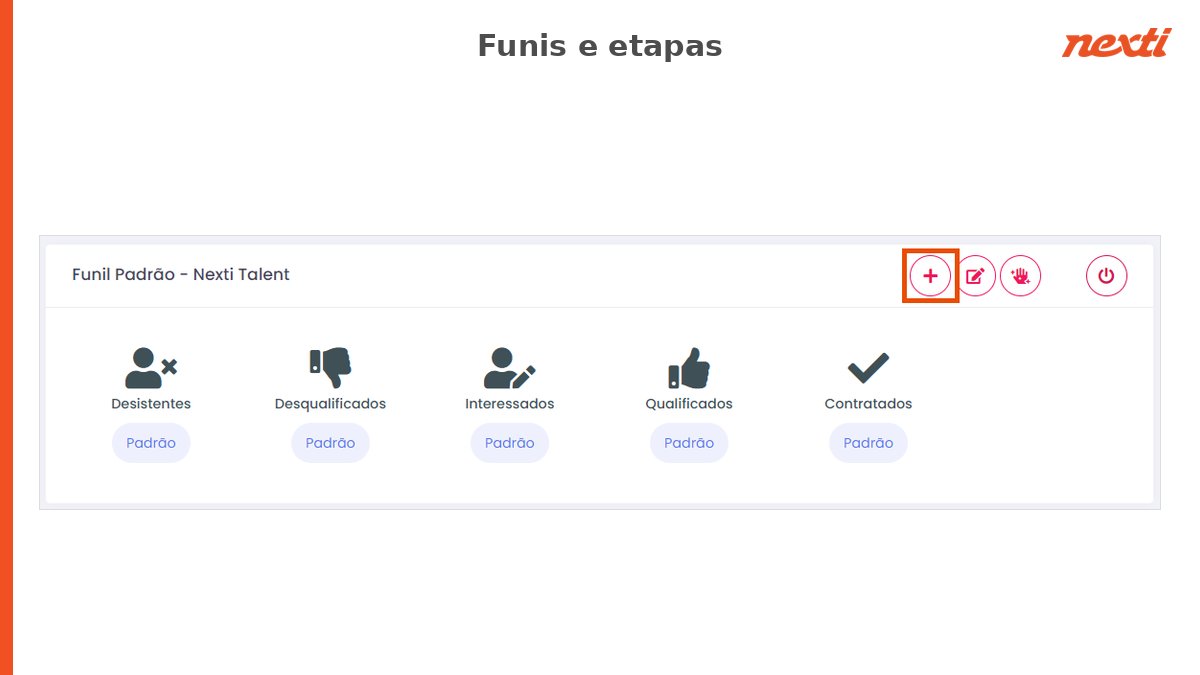 Funis e etapas
nexti
Funil Padrão - Nexti Talent
Desistentes
Desqualificados
Interessados
Qualificados
Contratados
Padrão
Padrão
Padrão
Padrão
Padrão